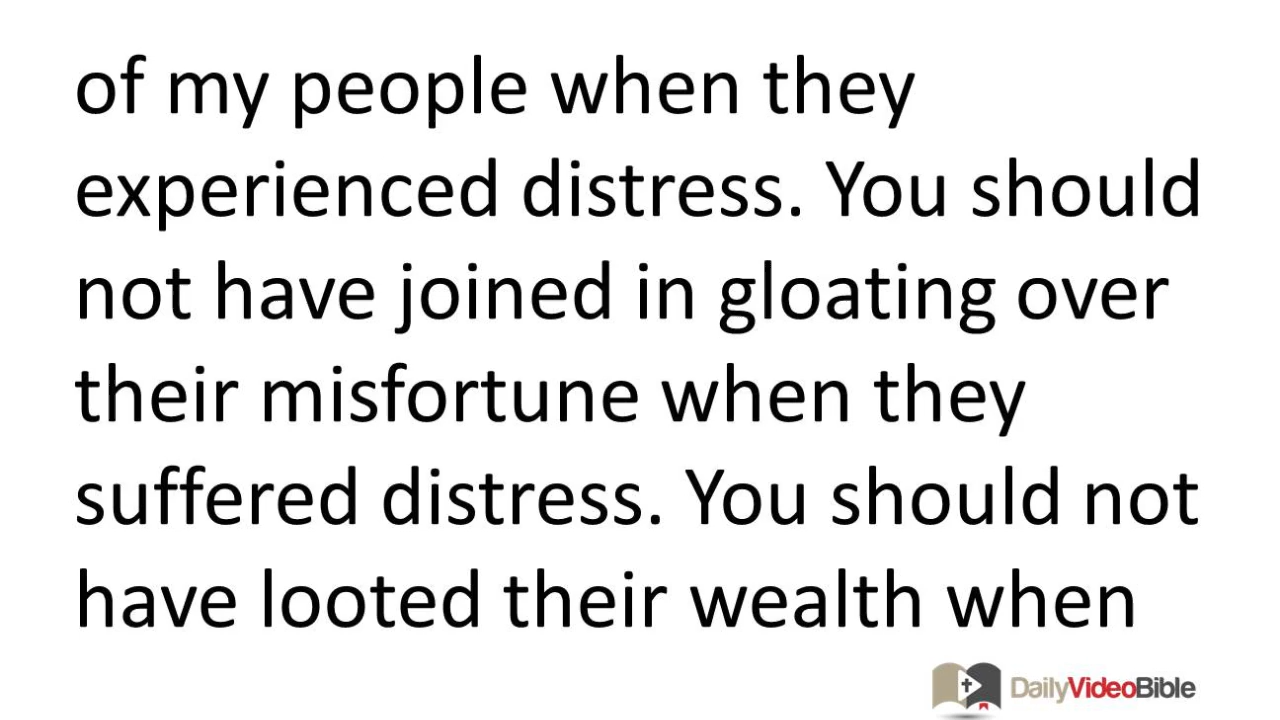 of my people when they
experienced distress. You should
not have joined in gloating over
their misfortune when they
suffered distress. You should not
have looted their wealth when
DailyVideoBible